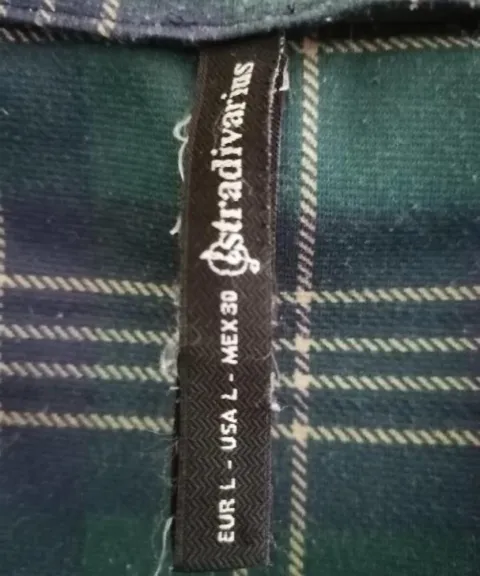 stradivarius
EUR L - USA L - MEX 30